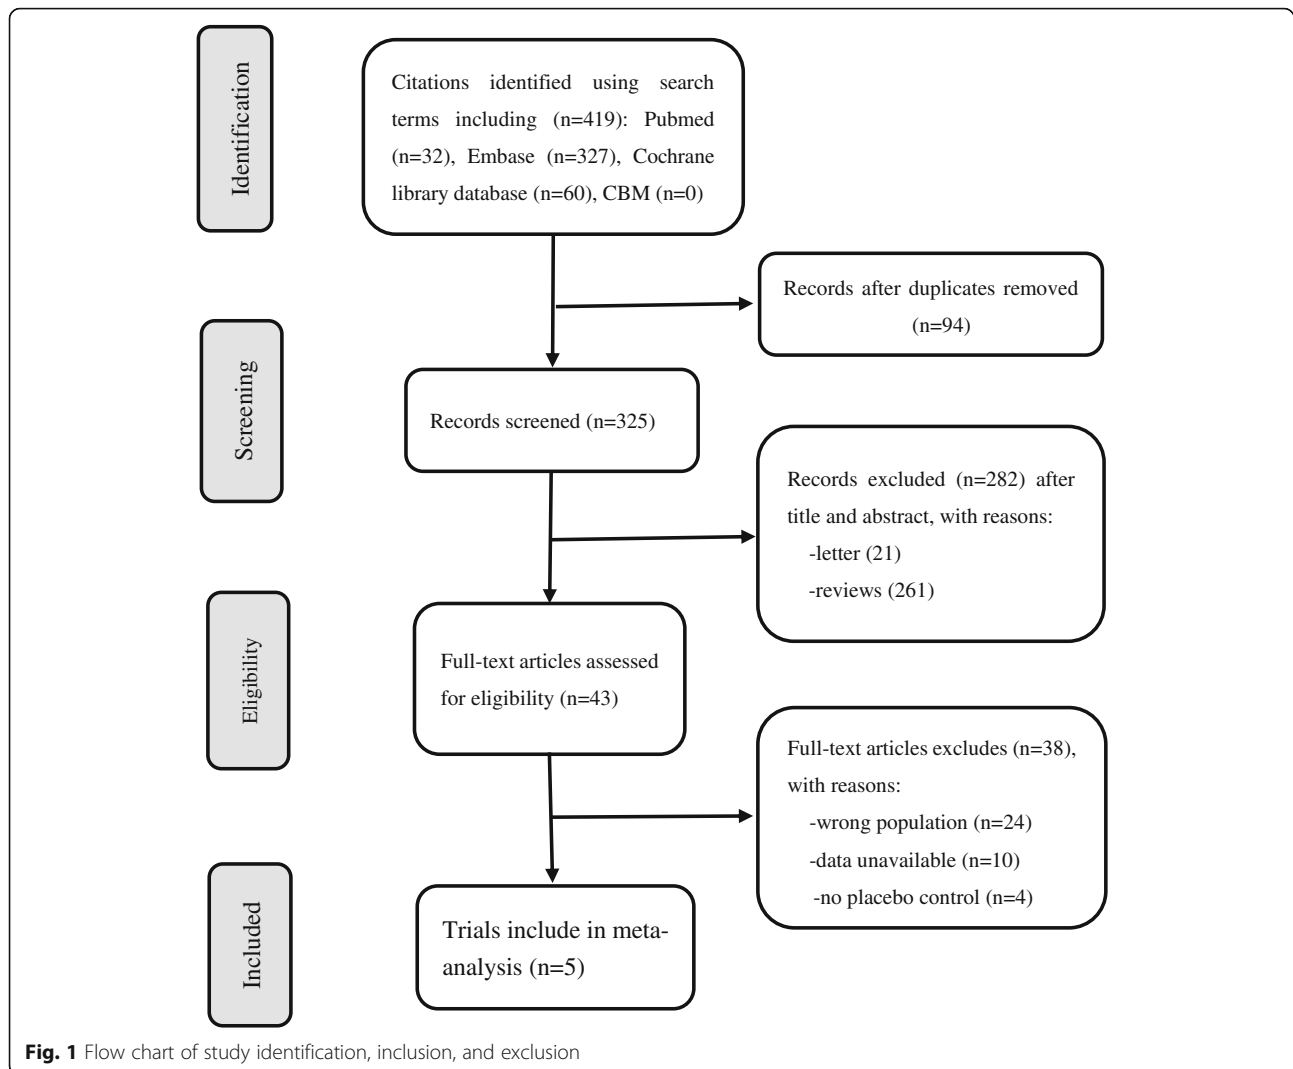 Identification
Citations identified using search
terms including (n=419): Pubmed
(n=32), Embase (n=327), Cochrane
library database (n=60), CBM (n=0)
Records after duplicates removed
(n=94)
Screening
Records screened (n=325)
Records excluded (n=282) after
title and abstract, with reasons:
-letter (21)
-reviews (261)
Eligibility
Full-text articles assessed
for eligibility (n=43)
Full-text articles excludes (n=38),
with reasons:
-wrong population (n=24)
-data unavailable (n=10)
-no placebo control (n=4)
Included
Trials include in meta-
analysis (n=5)
Fig. 1 Flow chart of study identification, inclusion, and exclusion